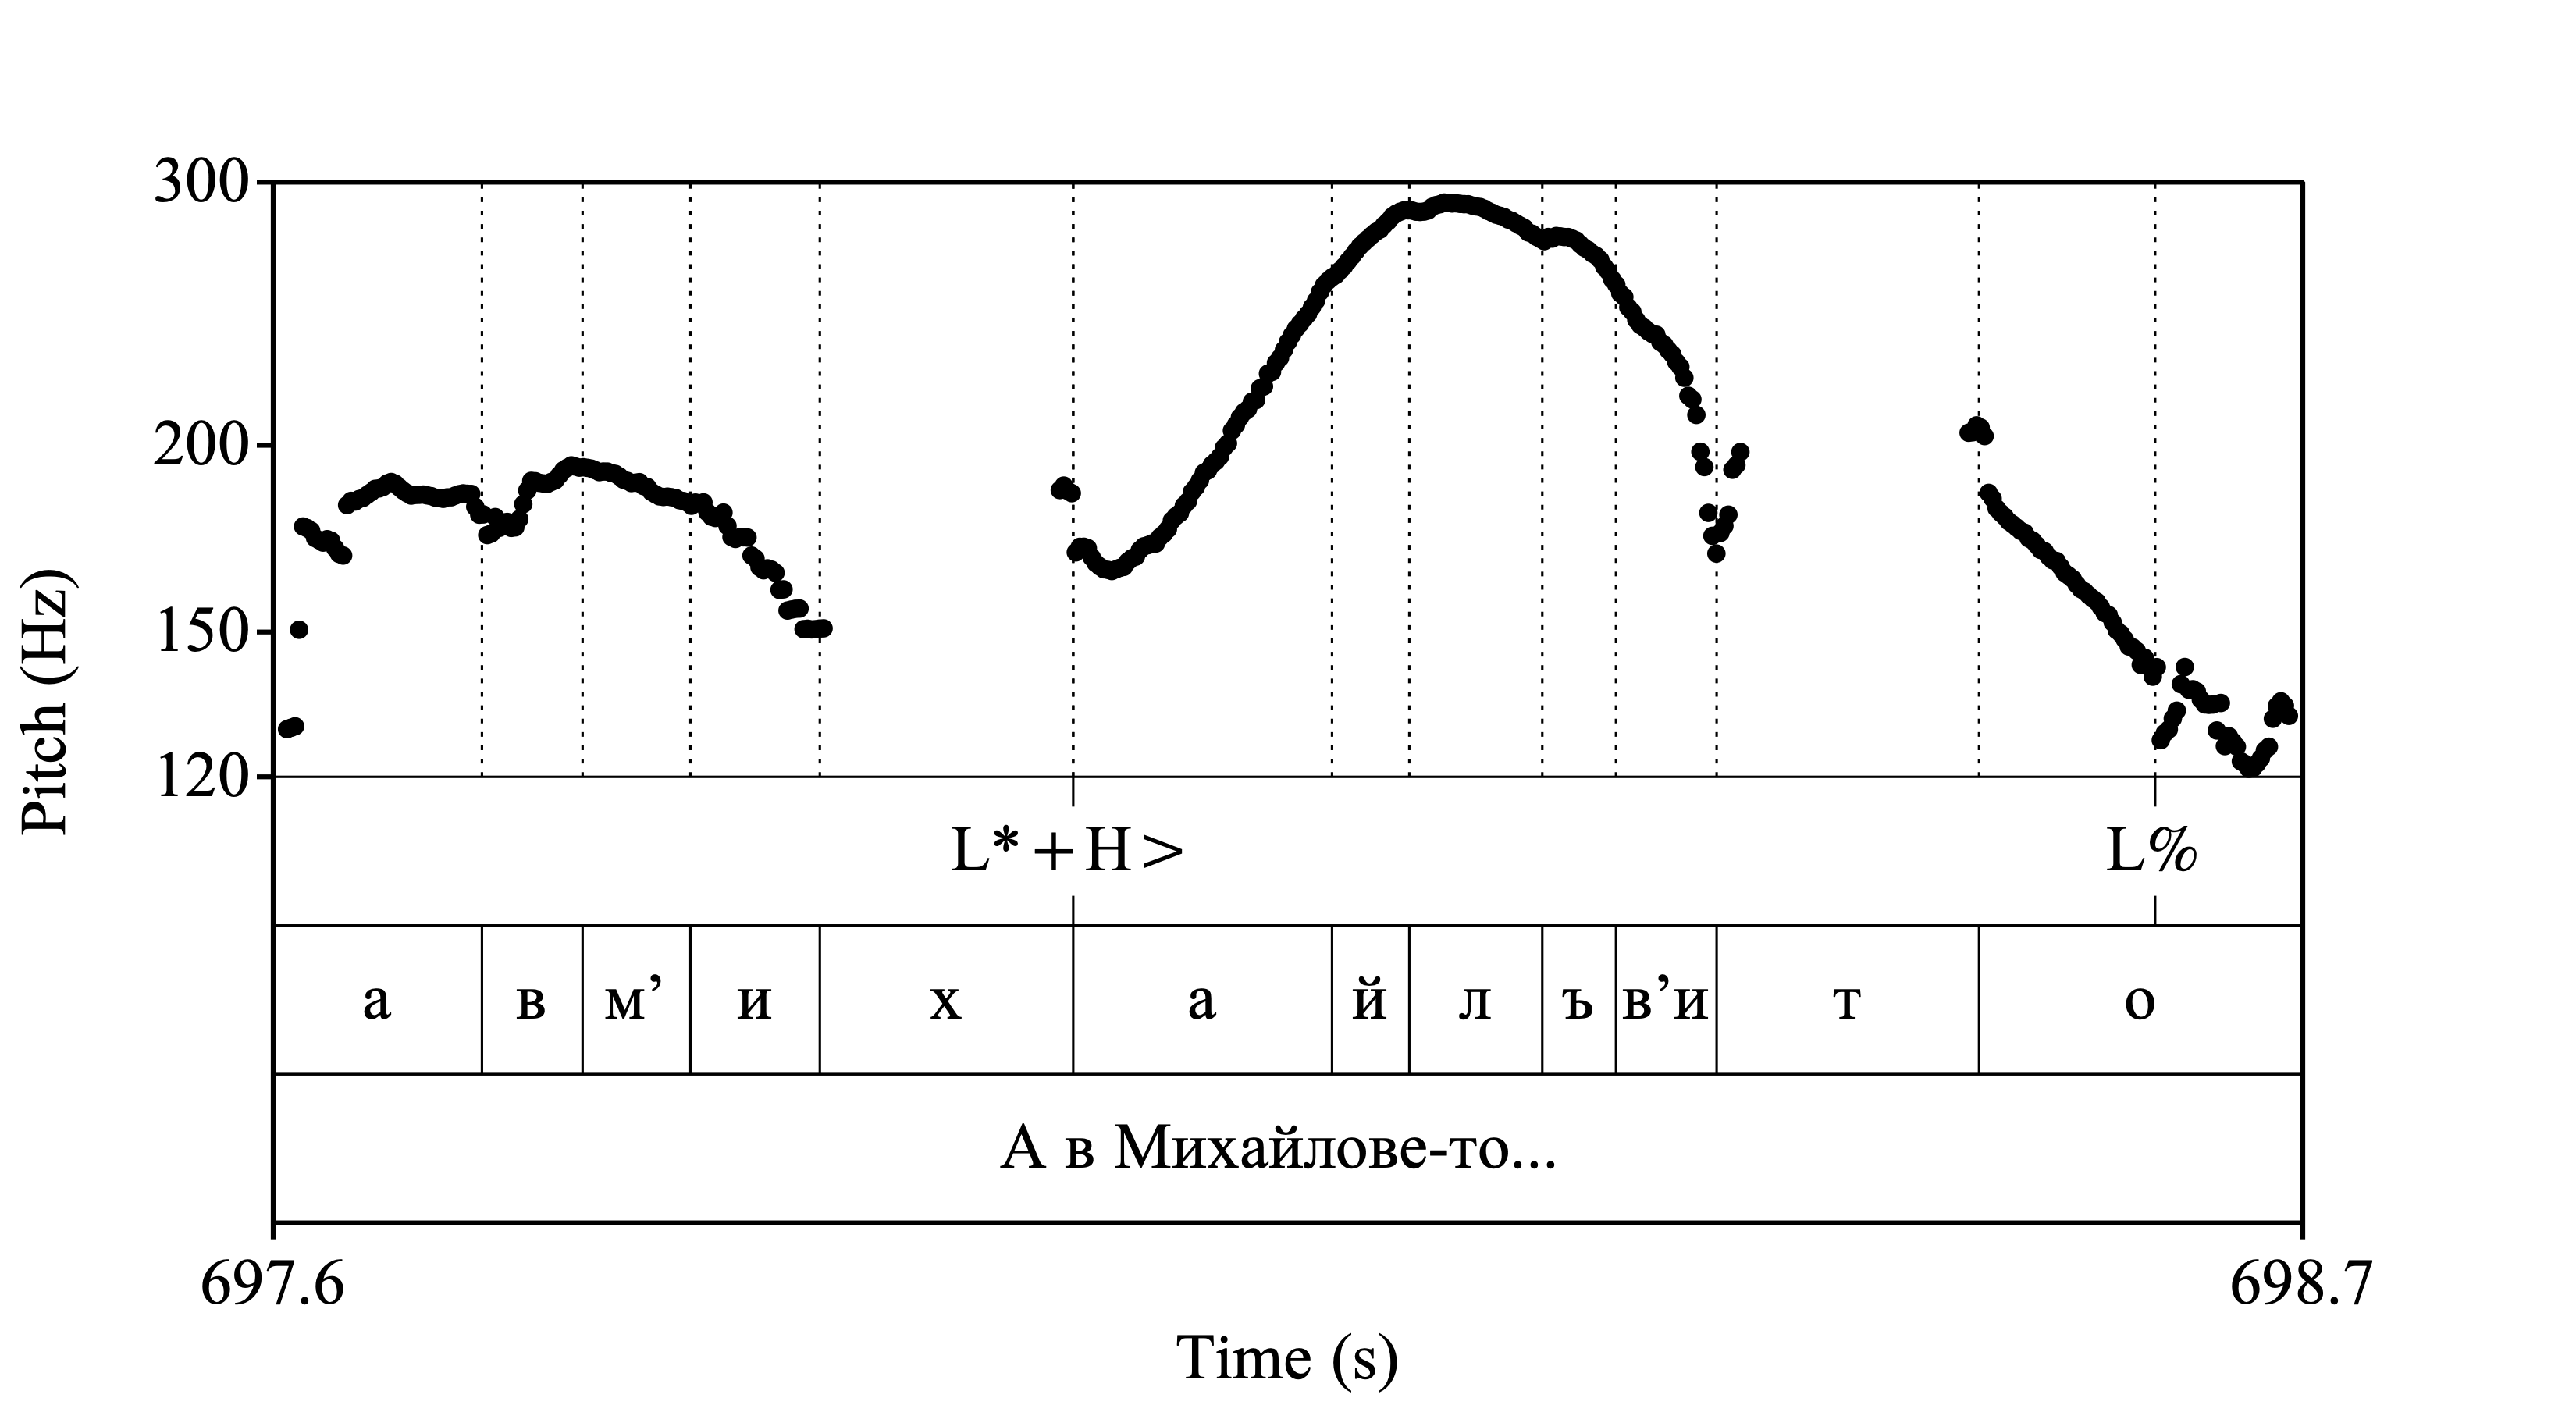 300
200
150
120
Pitch (Hz)
L*+H> L%
а в м’ и х а й л ъ в’и т о
А в Михайлове-то...
697.6 698.7
Time (s)